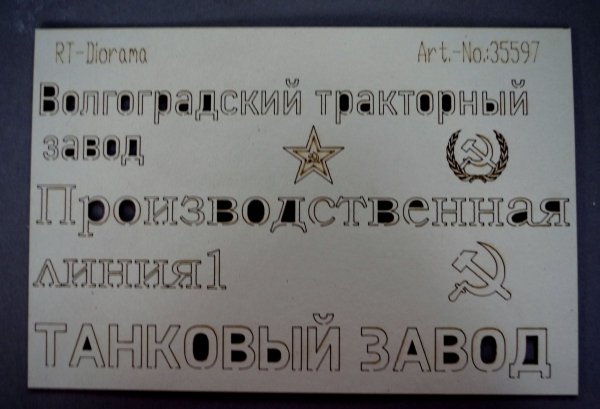 RT-Diorama Art.-No.:35597
Волгоградский тракторный
завод
Производственная
линия1
ТАНКОВЫЙ ЗАВОД